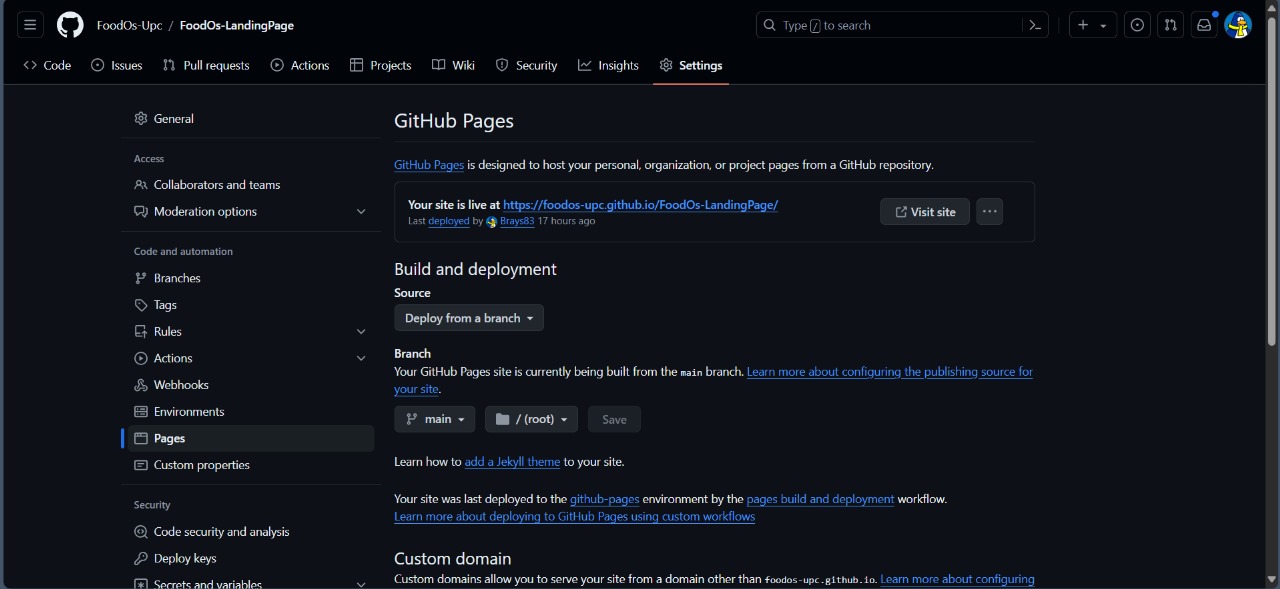 FoodOs-Upc / FoodOs-LandingPage
Type / to search
Code Issues Pull requests Actions Projects Wiki Security Insights Settings
General
Access
Collaborators and teams
Moderation options
Code and automation
Branches
Tags
Rules
Actions
Webhooks
Environments
Pages
Custom properties
Security
Code security and analysis
Deploy keys
Secrets and variables
GitHub Pages
GitHub Pages is designed to host your personal, organization, or project pages from a GitHub repository.
Your site is live at https://foodos-upc.github.io/FoodOs-LandingPage/
Last deployed by Brays83 17 hours ago
Visit site
Build and deployment
Source
Deploy from a branch
Branch
Your GitHub Pages site is currently being built from the main branch. Learn more about configuring the publishing source for
your site.
main / (root) Save
Learn how to add a Jekyll theme to your site.
Your site was last deployed to the github-pages environment by the pages build and deployment workflow.
Learn more about deploying to GitHub Pages using custom workflows
Custom domain
Custom domains allow you to serve your site from a domain other than foodos-upc.github.io. Learn more about configuring